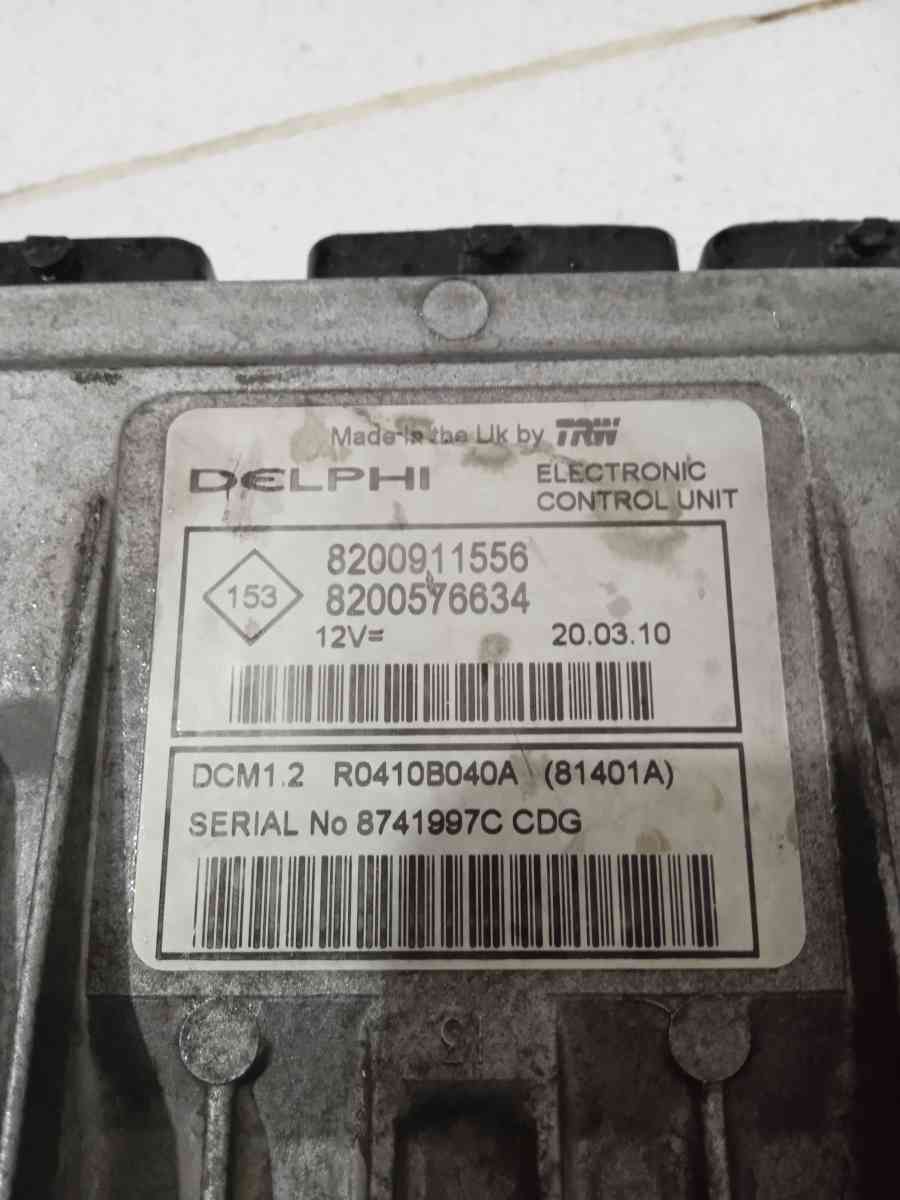 Made in the Uk by TRW
DELPHI
ELECTRONIC
CONTROL UNIT
153
8200911556
8200576634
12V=
20.03.10
DCM1.2 R0410B040A (81401A)
SERIAL No 8741997C CDG